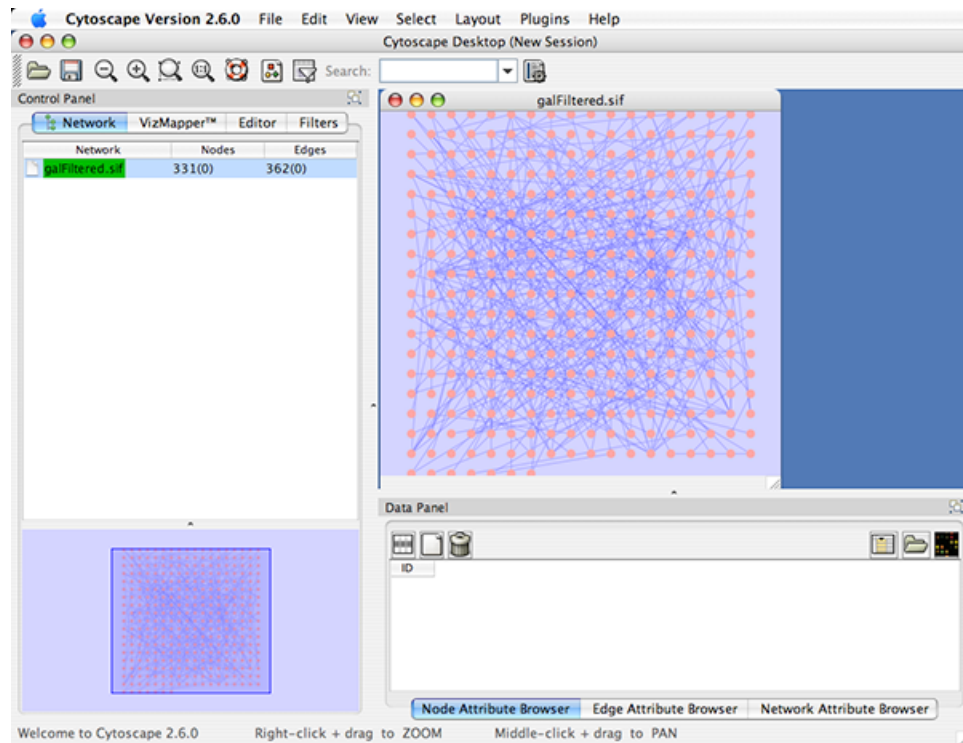 Cytoscape Version 2.6.0 File Edit View Select Layout Plugins Help
Cytoscape Desktop (New Session)
Search:
Control Panel
galFiltered.sif
Network VizMapper™ Editor Filters
Network Nodes Edges
galFiltered.sif 331(0) 362(0)
Data Panel
ID
Node Attribute Browser Edge Attribute Browser Network Attribute Browser
Welcome to Cytoscape 2.6.0 Right-click + drag to ZOOM Middle-click + drag to PAN